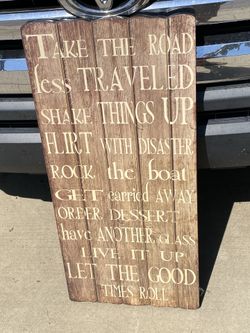 TAKE THE ROAD
less TRAVELED
SHAKE THINGS UP
FLIRT WITH DISASTER
ROCK the boat
GET carried AWAY
ORDER DESSERT
have ANOTHER GLASS
LIVE IT UP
LET THE GOOD
TIMES ROLL